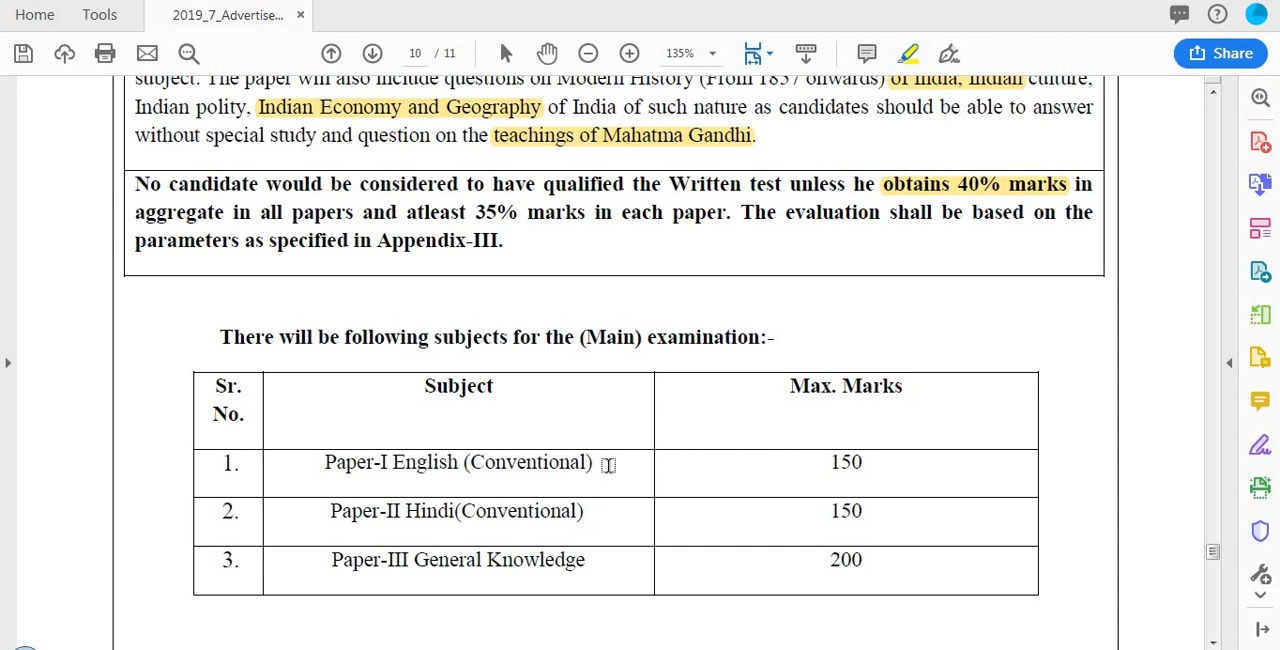 Home Tools 2019_7_Advertise... ×
10 / 11 135% Share
subject. The paper will also include questions on Modern History (From 1857 onwards) of India, Indian culture,
Indian polity, Indian Economy and Geography of India of such nature as candidates should be able to answer
without special study and question on the teachings of Mahatma Gandhi.
No candidate would be considered to have qualified the Written test unless he obtains 40% marks in
aggregate in all papers and atleast 35% marks in each paper. The evaluation shall be based on the
parameters as specified in Appendix-III.
There will be following subjects for the (Main) examination:-
Sr. No. Subject Max. Marks
1. Paper-I English (Conventional) 150
2. Paper-II Hindi(Conventional) 150
3. Paper-III General Knowledge 200